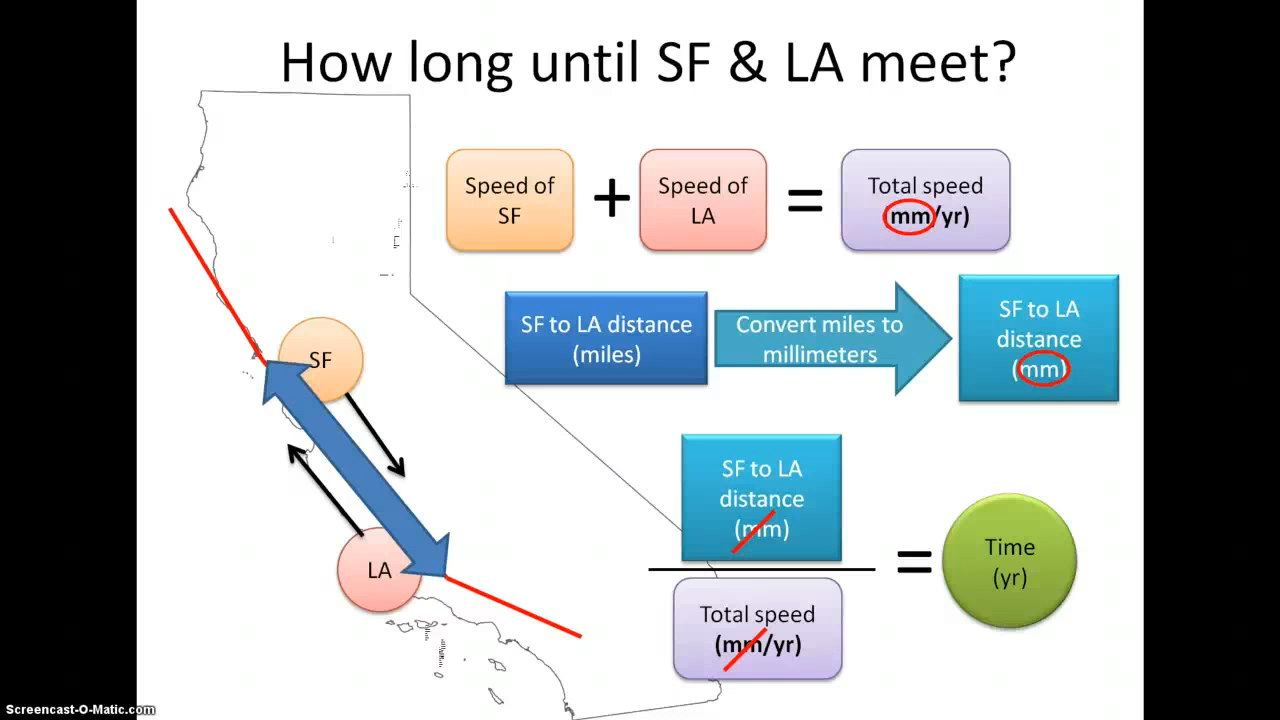 How long until SF & LA meet?
Speed of
SF
+
Speed of
LA
=
Total speed
(mm/yr)
SF to LA distance
(miles)
Convert miles to
millimeters
SF to LA
distance
(mm)
SF
LA
SF to LA
distance
(mm)
Total speed
(mm/yr)
=
Time
(yr)
Screencast-O-Matic.com